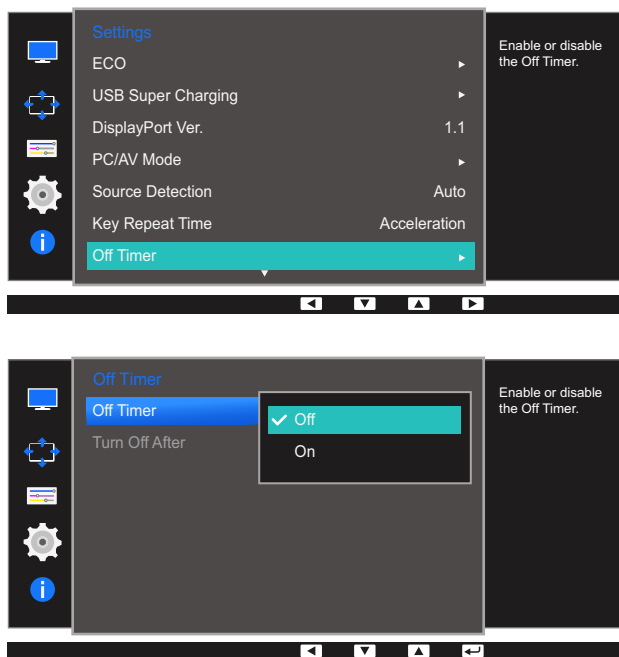 Settings
ECO
USB Super Charging
DisplayPort Ver. 1.1
PC/AV Mode
Source Detection Auto
Key Repeat Time Acceleration
Off Timer
Enable or disable
the Off Timer.
Off Timer
Off Timer
Off
Turn Off After
On
Enable or disable
the Off Timer.